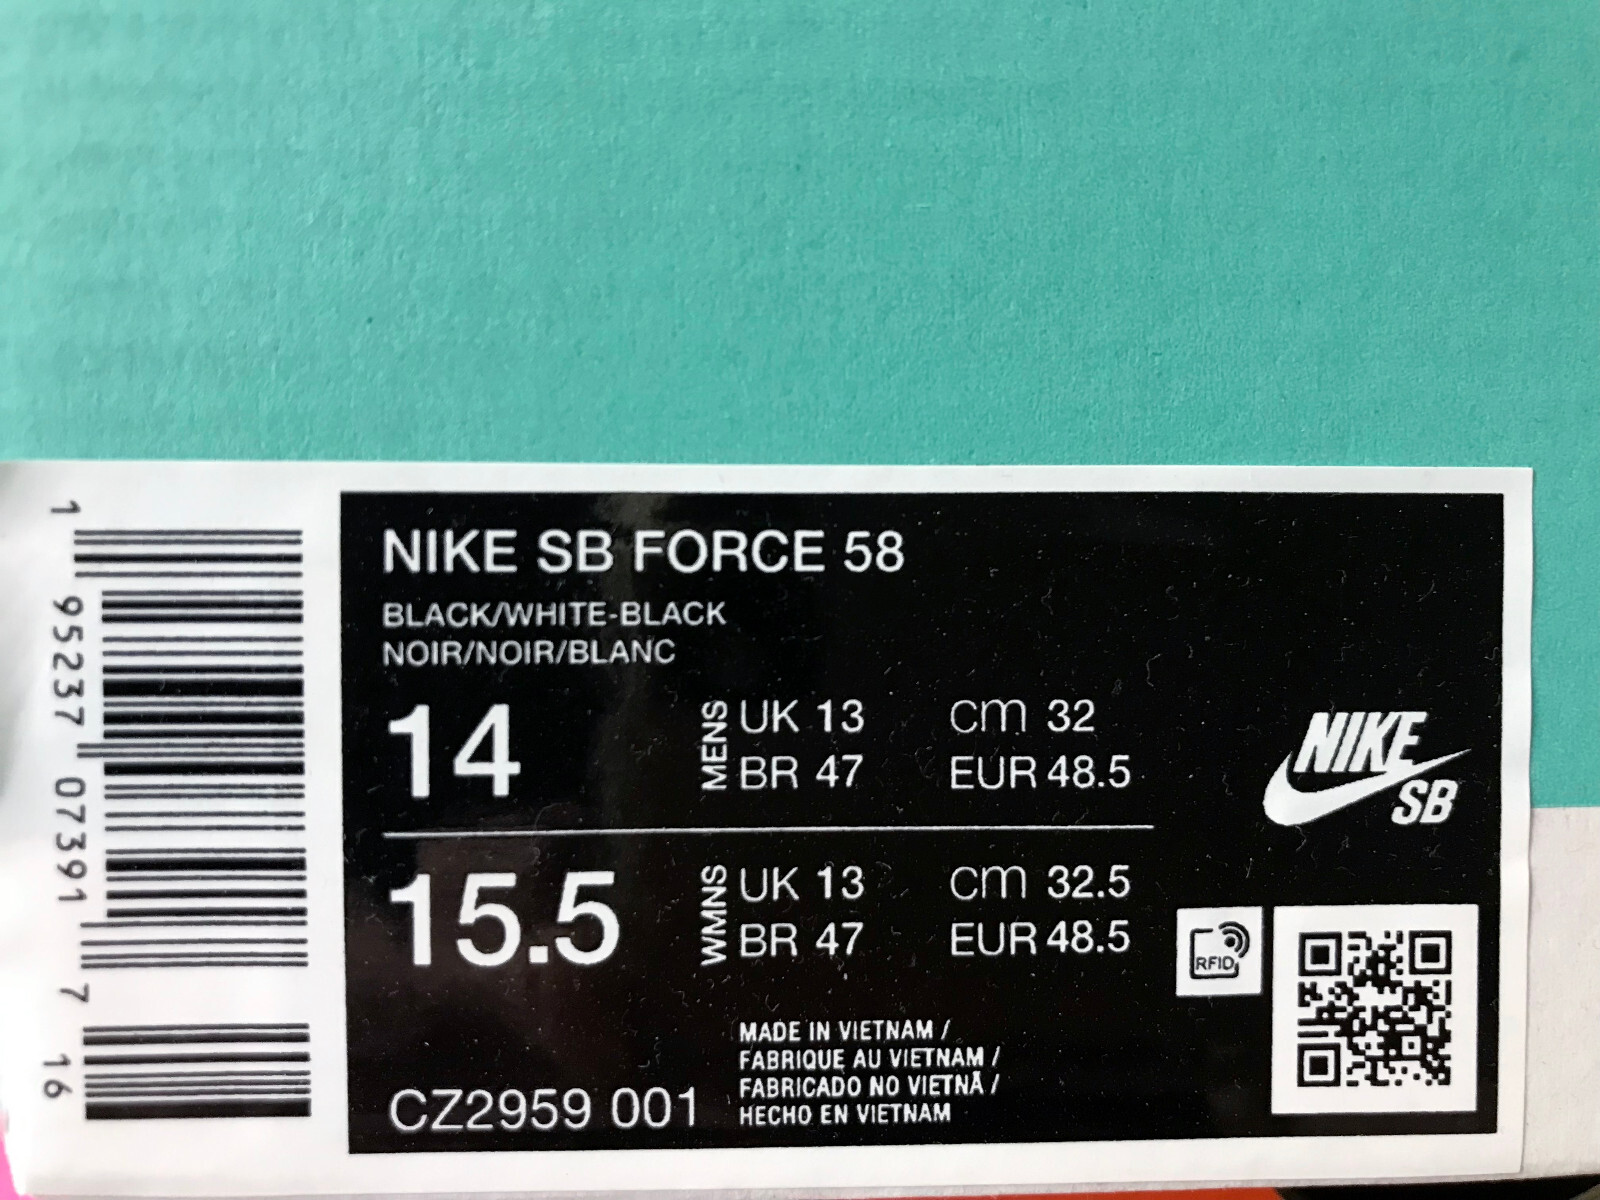 NIKE SB FORCE 58
BLACK/WHITE-BLACK
NOIR/NOIR/BLANC
14
MENS
UK 13 cm 32
BR 47 EUR 48.5
15.5
WMNS
UK 13 cm 32.5
BR 47 EUR 48.5
NIKE
SB
RFID
MADE IN VIETNAM /
FABRIQUE AU VIETNAM /
FABRICADO NO VIETNÃ /
HECHO EN VIETNAM
CZ2959 001
1 95237 07391 7 16